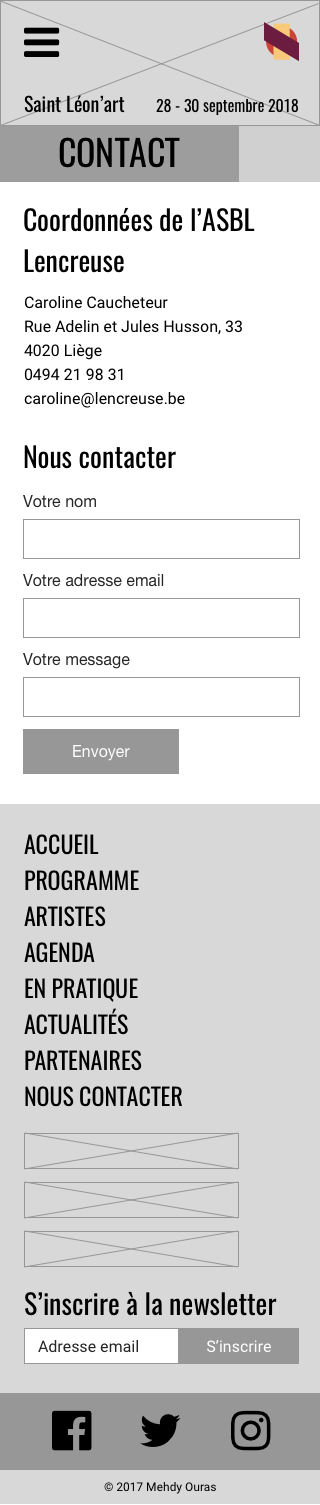 Saint Léon’art 28 - 30 septembre 2018
CONTACT
Coordonnées de l’ASBL
Lencreuse
Caroline Caucheteur
Rue Adelin et Jules Husson, 33
4020 Liège
0494 21 98 31
caroline@lencreuse.be
Nous contacter
Votre nom
Votre adresse email
Votre message
Envoyer
ACCUEIL
PROGRAMME
ARTISTES
AGENDA
EN PRATIQUE
ACTUALITÉS
PARTENAIRES
NOUS CONTACTER
S’inscrire à la newsletter
Adresse email S’inscrire
© 2017 Mehdy Ouras